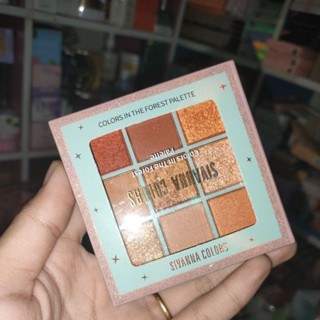 COLORS IN THE FOREST PALETTE
Colors in the Forest
Palette
SIVANNA COLORS
SIVANNA COLORS